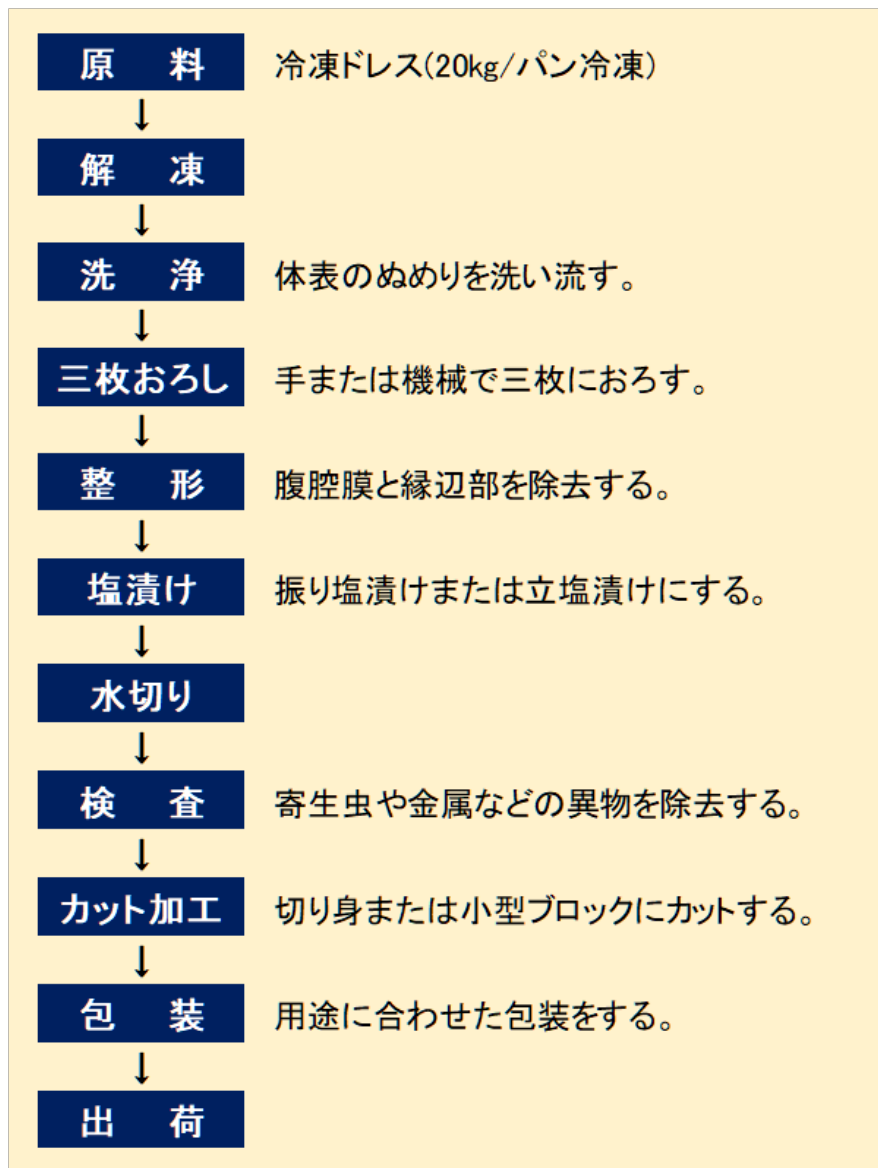 原　料　冷凍ドレス(20kg/パン冷凍)
↓
解　凍
↓
洗　浄　体表のぬめりを洗い流す。
↓
三枚おろし　手または機械で三枚におろす。
↓
整　形　腹腔膜と縁辺部を除去する。
↓
塩漬け　振り塩漬けまたは立塩漬けにする。
↓
水切り
↓
検　査　寄生虫や金属などの異物を除去する。
↓
カット加工　切り身または小型ブロックにカットする。
↓
包　装　用途に合わせた包装をする。
↓
出　荷